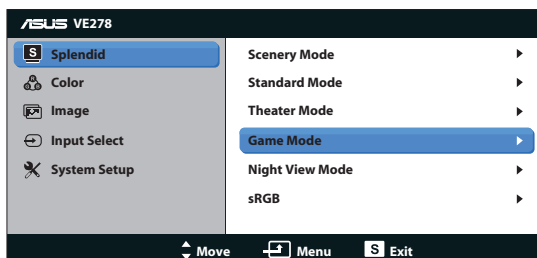 ASUS VE278
S Splendid
Color
Image
Input Select
System Setup
Scenery Mode
Standard Mode
Theater Mode
Game Mode
Night View Mode
sRGB
Move Menu S Exit